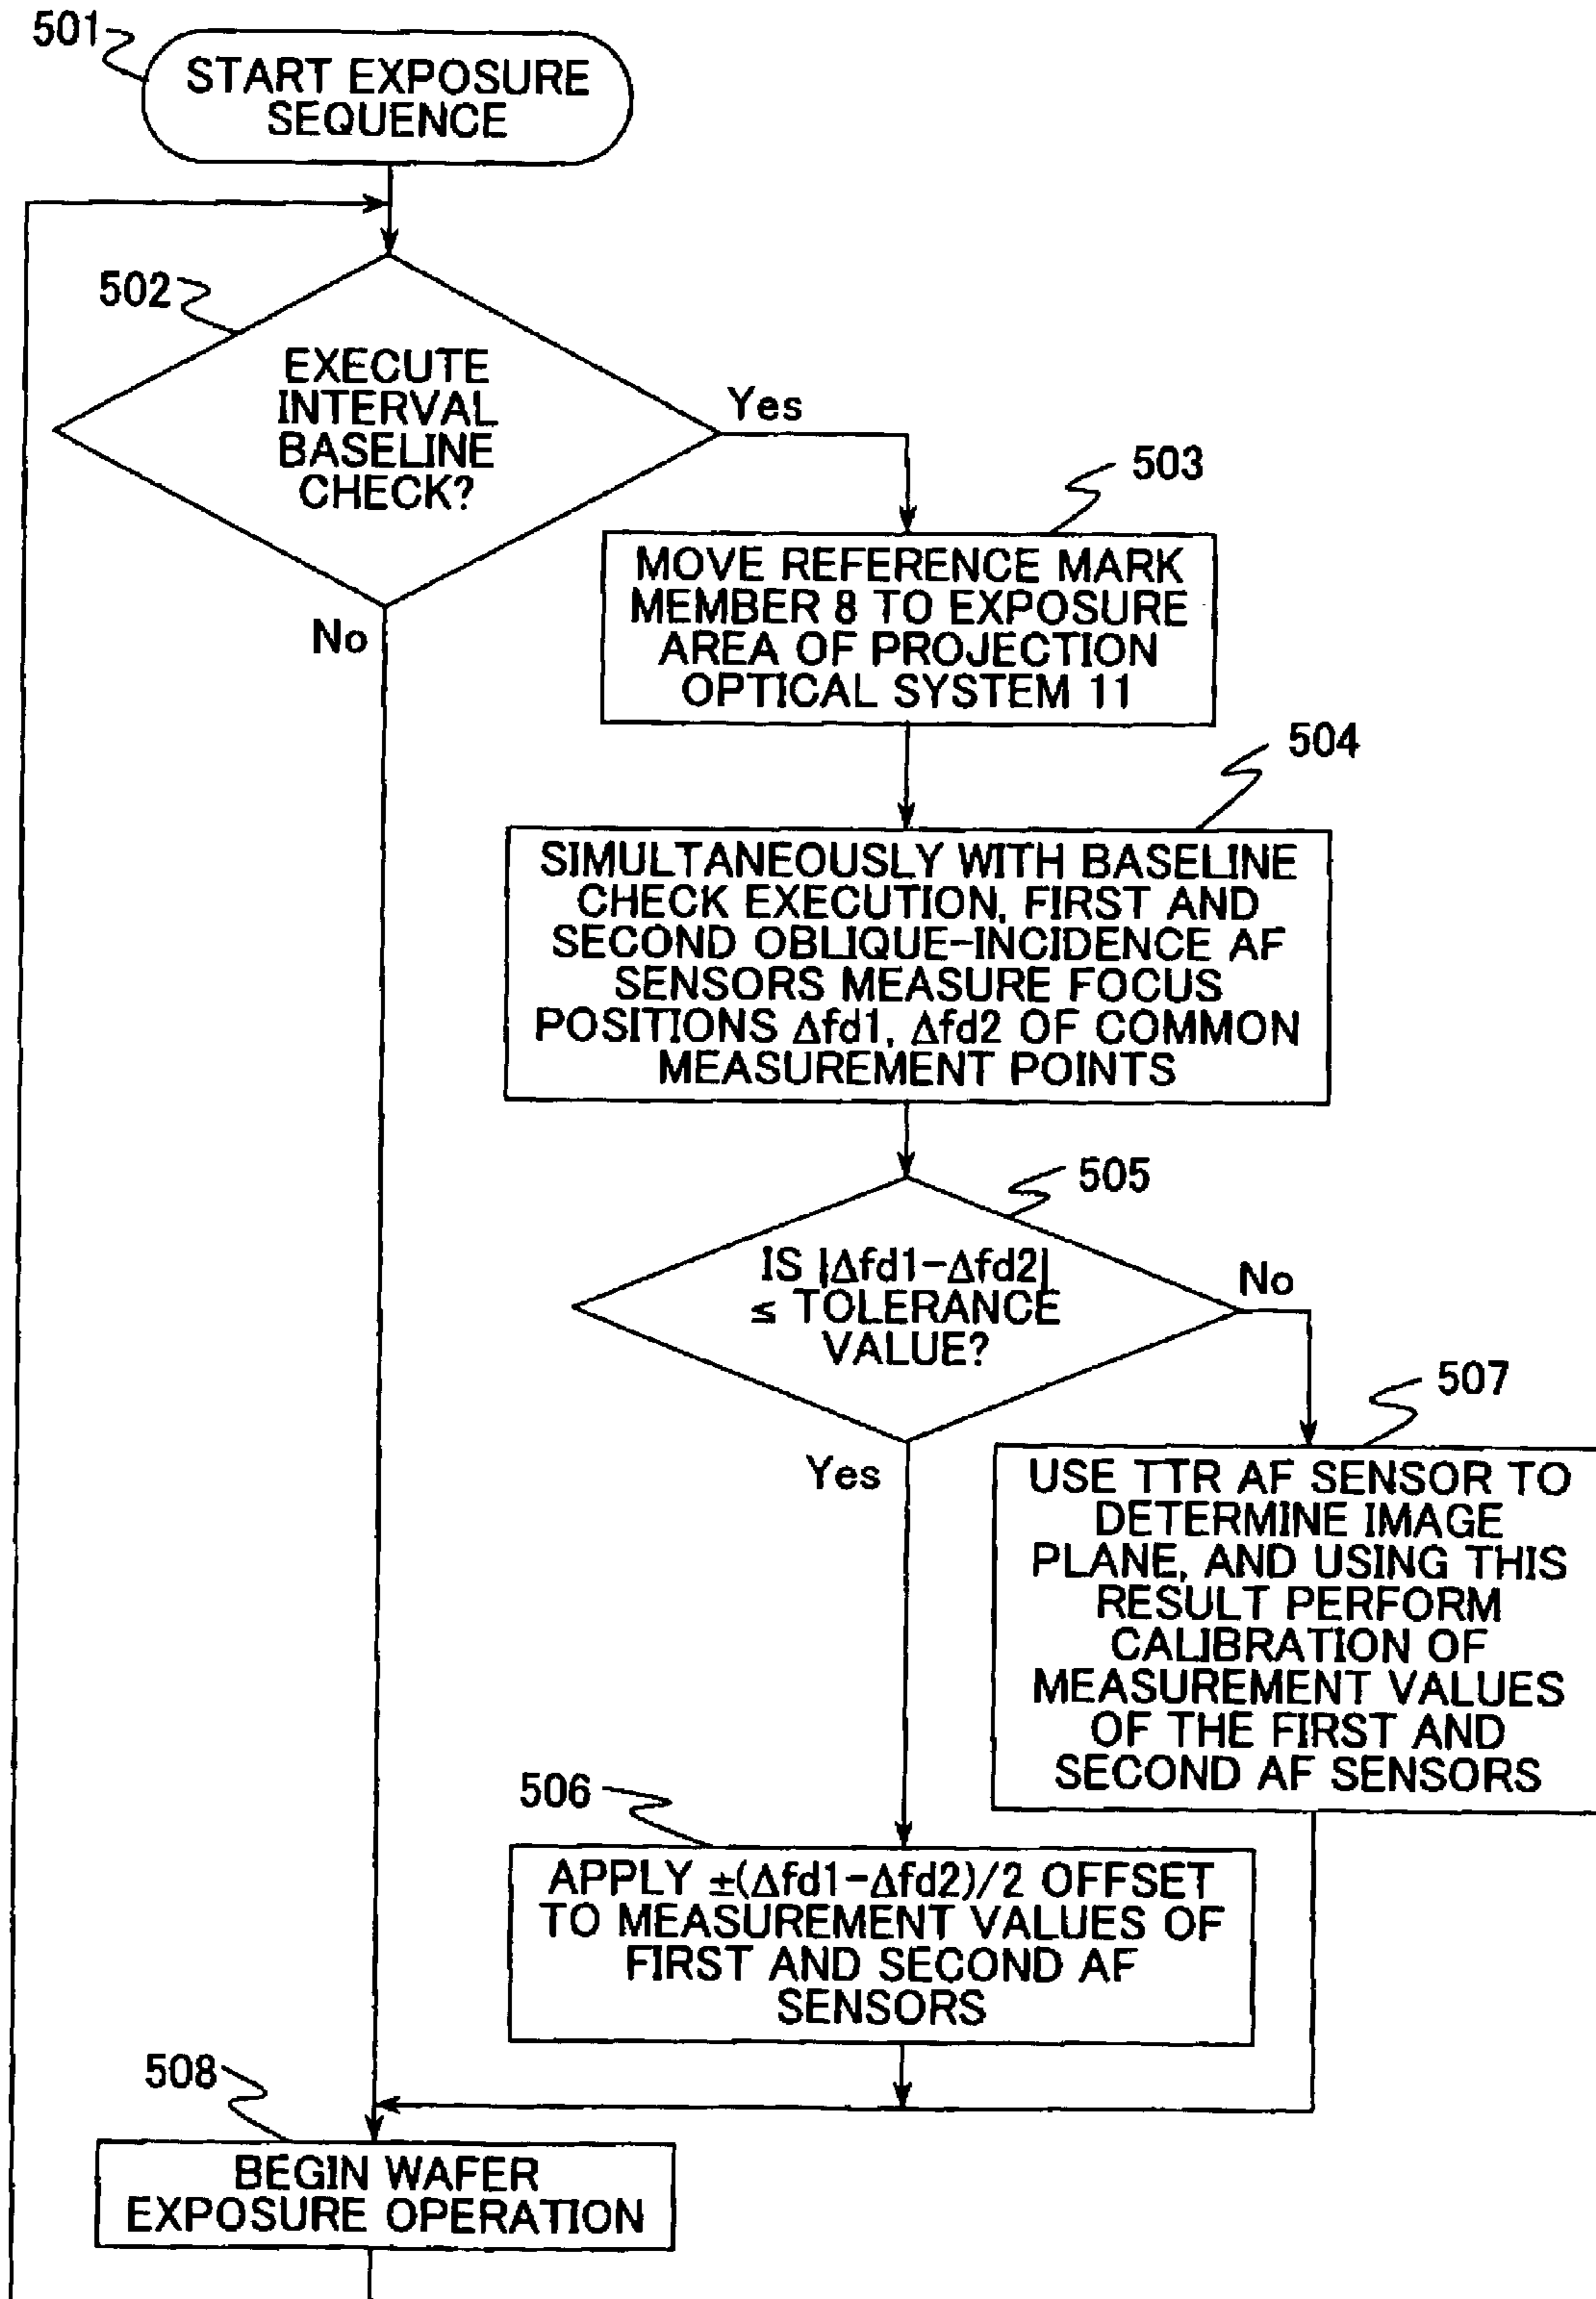 501
START EXPOSURE
SEQUENCE
502
EXECUTE
INTERVAL
BASELINE
CHECK?
Yes
No
503
MOVE REFERENCE MARK
MEMBER 8 TO EXPOSURE
AREA OF PROJECTION
OPTICAL SYSTEM 11
504
SIMULTANEOUSLY WITH BASELINE
CHECK EXECUTION, FIRST AND
SECOND OBLIQUE-INCIDENCE AF
SENSORS MEASURE FOCUS
POSITIONS Δfd1, Δfd2 OF COMMON
MEASUREMENT POINTS
505
IS |Δfd1-Δfd2|
≤ TOLERANCE
VALUE?
No
Yes
507
USE TTR AF SENSOR TO
DETERMINE IMAGE
PLANE, AND USING THIS
RESULT PERFORM
CALIBRATION OF
MEASUREMENT VALUES
OF THE FIRST AND
SECOND AF SENSORS
506
APPLY ±(Δfd1-Δfd2)/2 OFFSET
TO MEASUREMENT VALUES OF
FIRST AND SECOND AF
SENSORS
508
BEGIN WAFER
EXPOSURE OPERATION